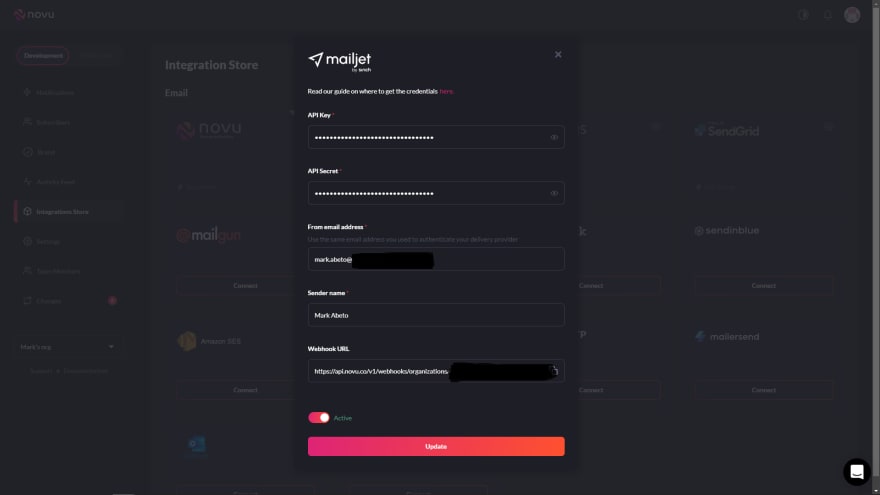 novu
Development
Integration Store
Email
Notifications
Subscribers
Brand
Activity Feed
Integrations Store
Settings
Team Members
Changes
Mark's org
Support
Documentation
novu
SendGrid
mailgun
sendinblue
Connect
Connect
Connect
Amazon SES
mailersend
Connect
Connect
Connect
mailjet
by sinch
Read our guide on where to get the credentials here.
API Key *
API Secret *
From email address *
Use the same email address you used to authenticate your delivery provider
mark.abeto@
Sender name *
Mark Abeto
Webhook URL
https://api.novu.co/v1/webhooks/organizations/
Active
Update